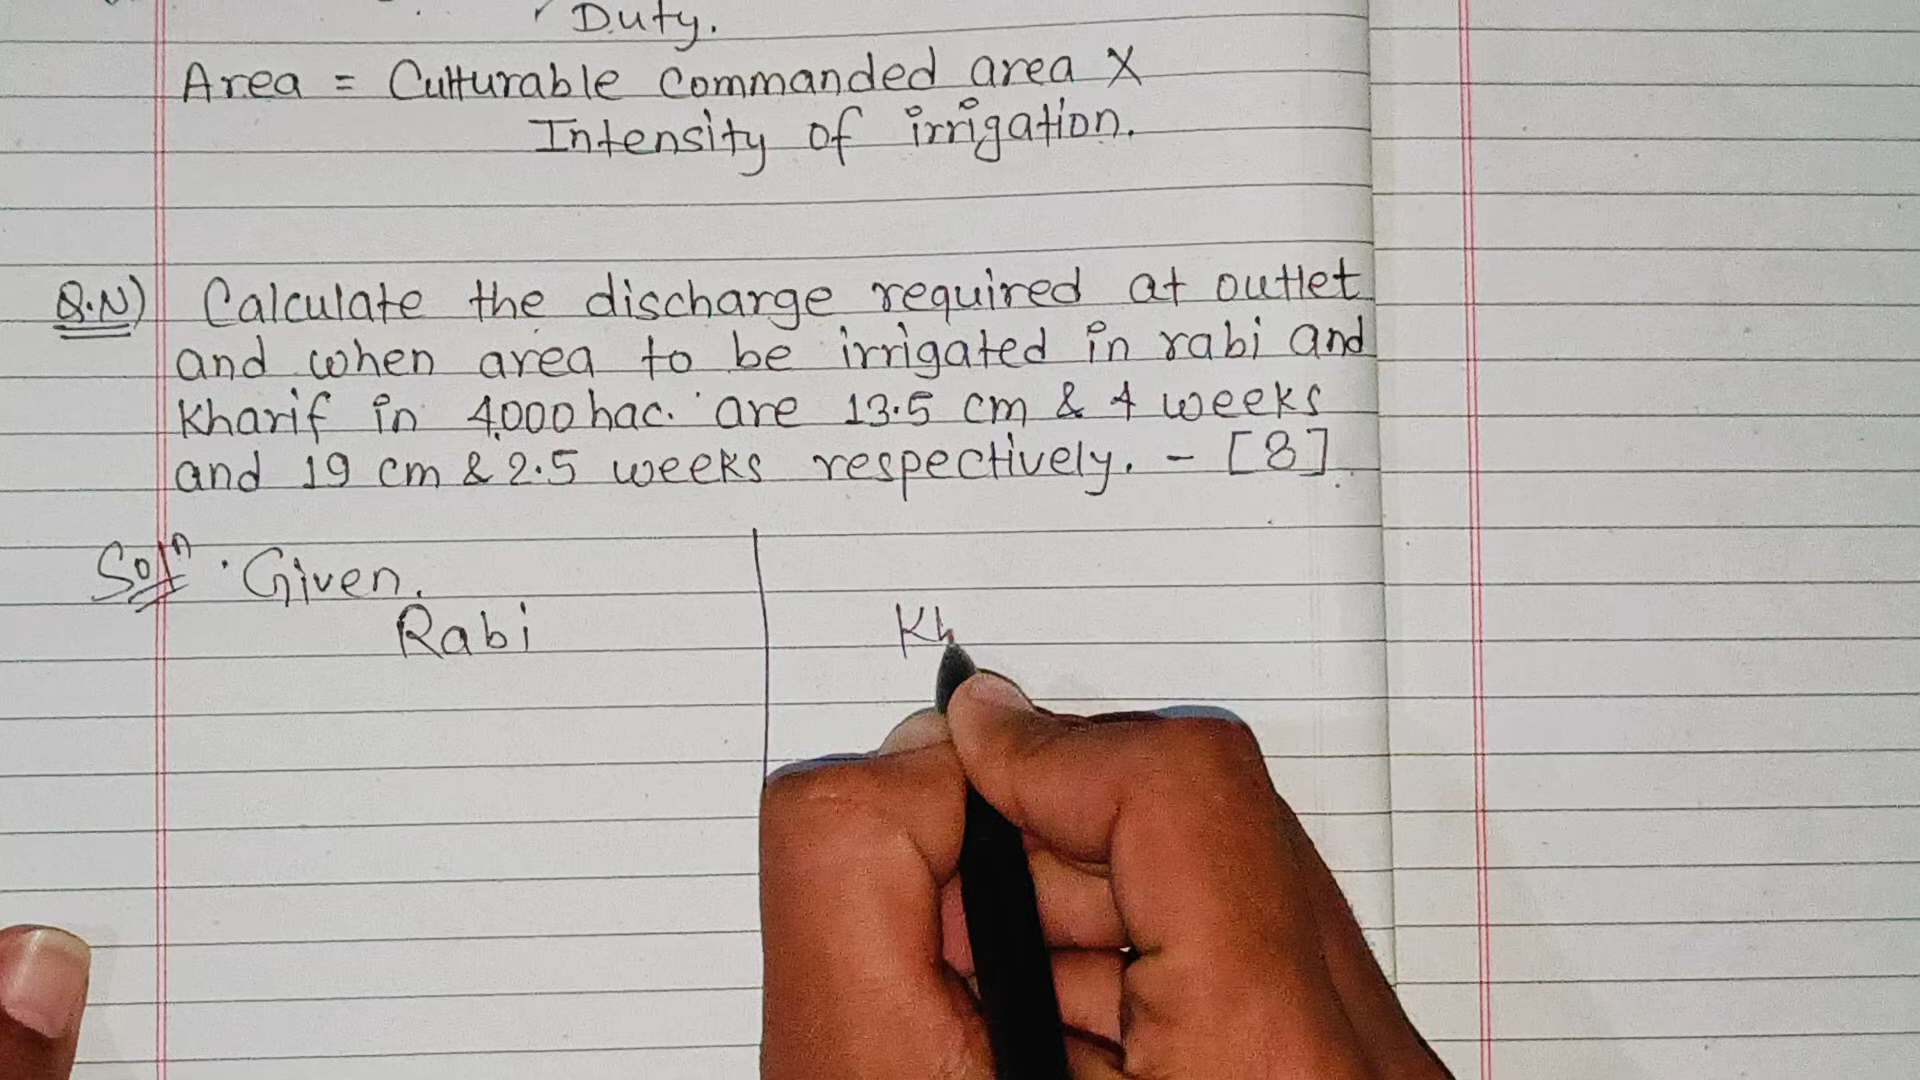 Duty.
Area = Culturable commanded area X
Intensity of irrigation.
Q.N) Calculate the discharge required at outlet
and when area to be irrigated in rabi and
Kharif in 4000 hac. are 13.5 cm & 4 weeks
and 19 cm & 2.5 weeks respectively. - [8]
Solⁿ. Given.
Rabi
Kh